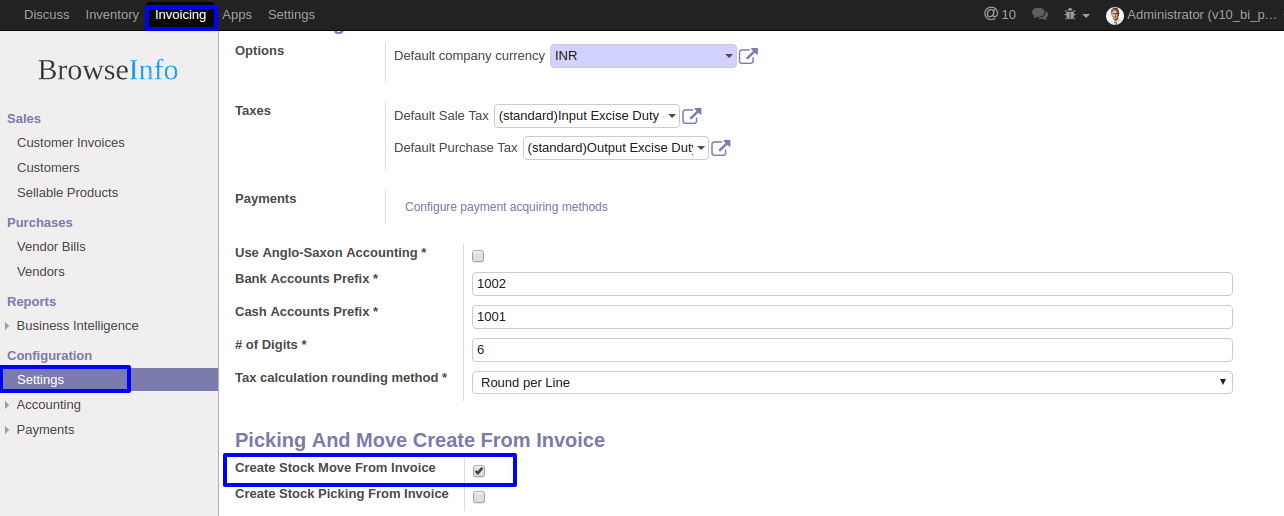 Discuss Inventory Invoicing Apps Settings @ 10 Administrator (v10_bi_p...
BrowseInfo
Sales
Customer Invoices
Customers
Sellable Products
Purchases
Vendor Bills
Vendors
Reports
Business Intelligence
Configuration
Settings
Accounting
Payments
Options
Default company currency INR
Taxes
Default Sale Tax (standard)Input Excise Duty
Default Purchase Tax (standard)Output Excise Duty
Payments
Configure payment acquiring methods
Use Anglo-Saxon Accounting *
Bank Accounts Prefix * 1002
Cash Accounts Prefix * 1001
# of Digits * 6
Tax calculation rounding method * Round per Line
Picking And Move Create From Invoice
Create Stock Move From Invoice
Create Stock Picking From Invoice